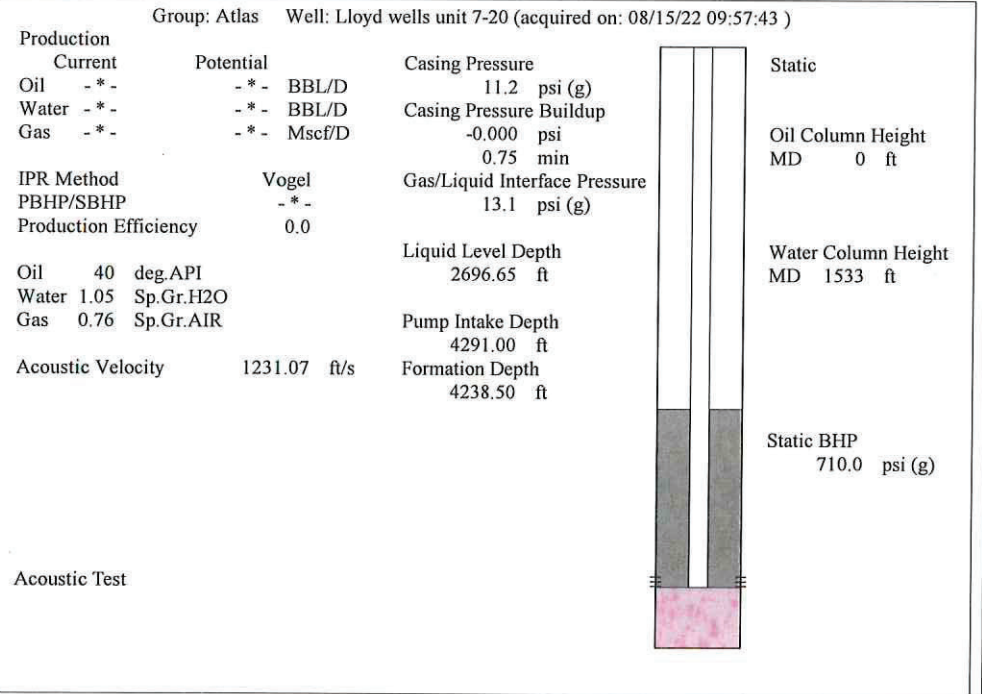 Group: Atlas Well: Lloyd wells unit 7-20 (acquired on: 08/15/22 09:57:43 )
Production
Current Potential
Oil - * - - * - BBL/D
Water - * - - * - BBL/D
Gas - * - - * - Mscf/D
IPR Method Vogel
PBHP/SBHP - * -
Production Efficiency 0.0
Oil 40 deg.API
Water 1.05 Sp.Gr.H2O
Gas 0.76 Sp.Gr.AIR
Acoustic Velocity 1231.07 ft/s
Casing Pressure
11.2 psi (g)
Casing Pressure Buildup
-0.000 psi
0.75 min
Gas/Liquid Interface Pressure
13.1 psi (g)
Liquid Level Depth
2696.65 ft
Pump Intake Depth
4291.00 ft
Formation Depth
4238.50 ft
Static
Oil Column Height
MD 0 ft
Water Column Height
MD 1533 ft
Static BHP
710.0 psi (g)
Acoustic Test